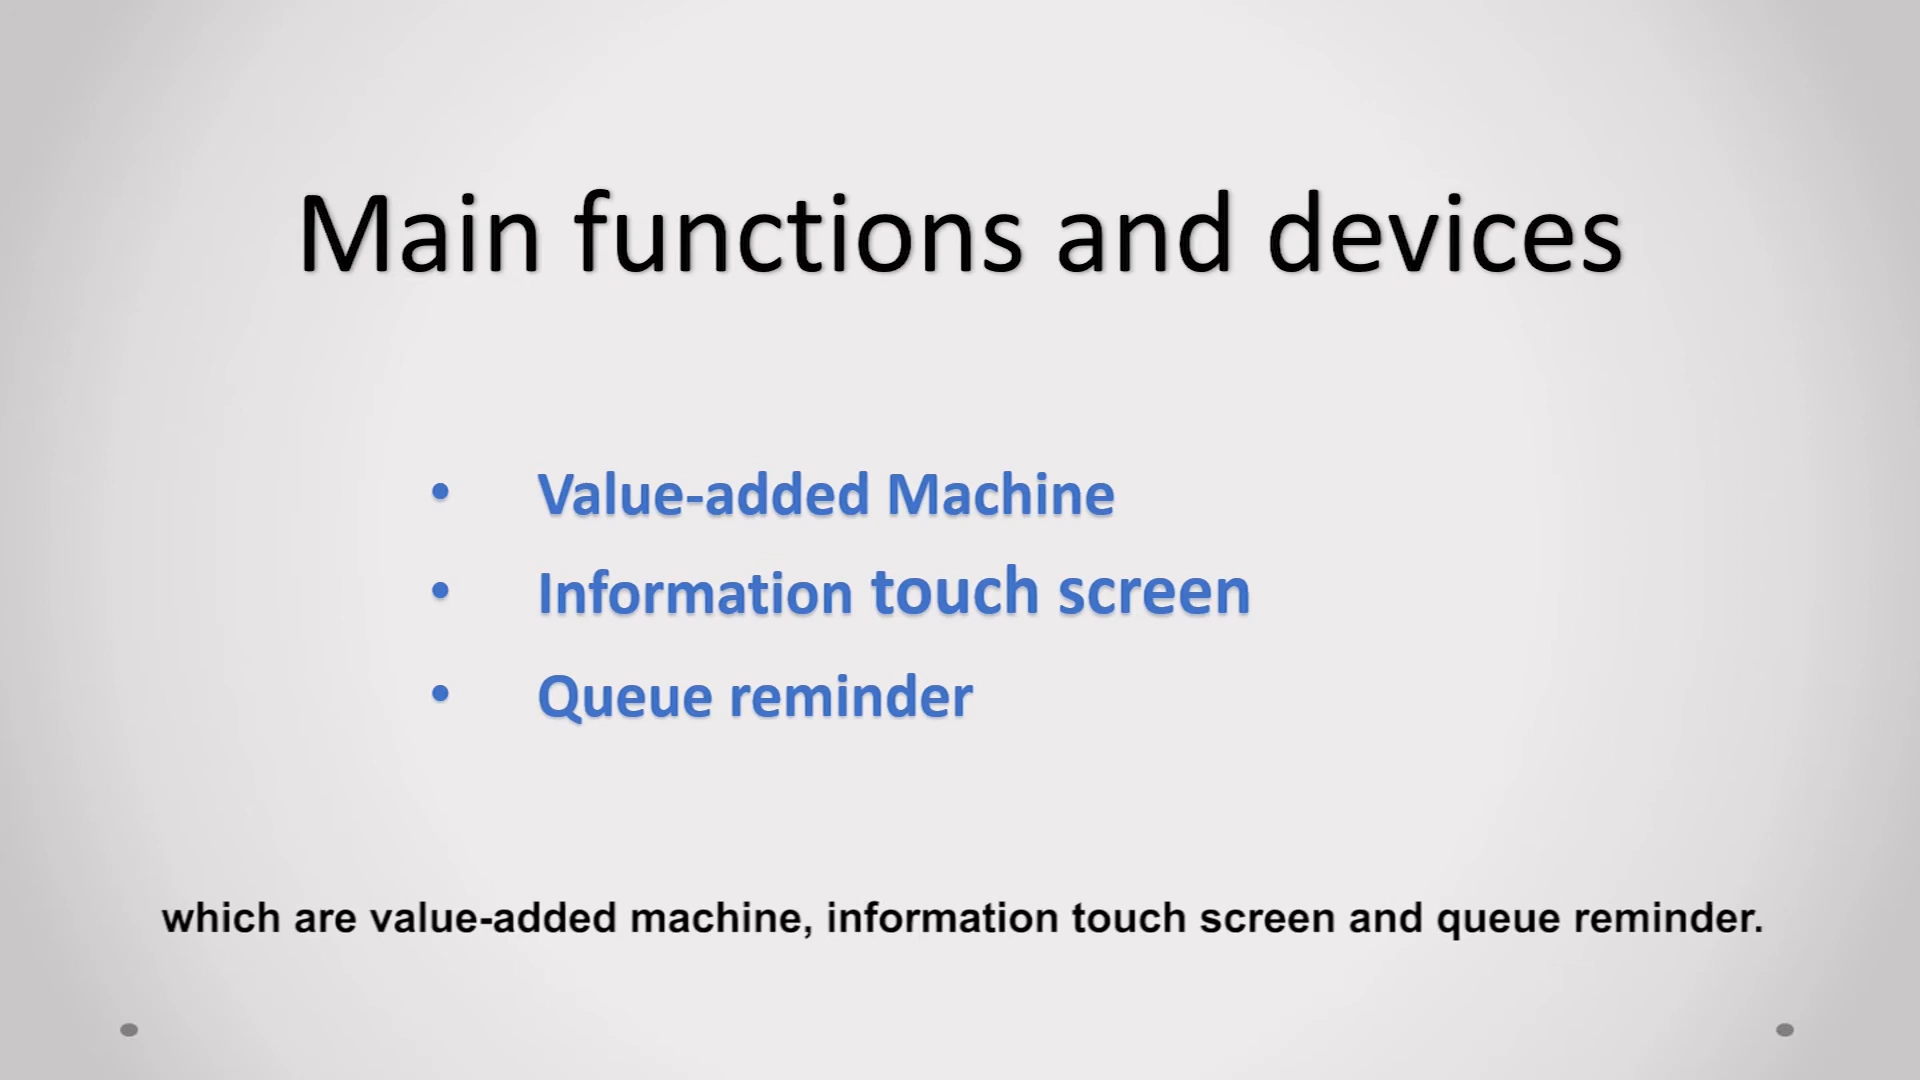 Main functions and devices
• Value-added Machine
• Information touch screen
• Queue reminder
which are value-added machine, information touch screen and queue reminder.